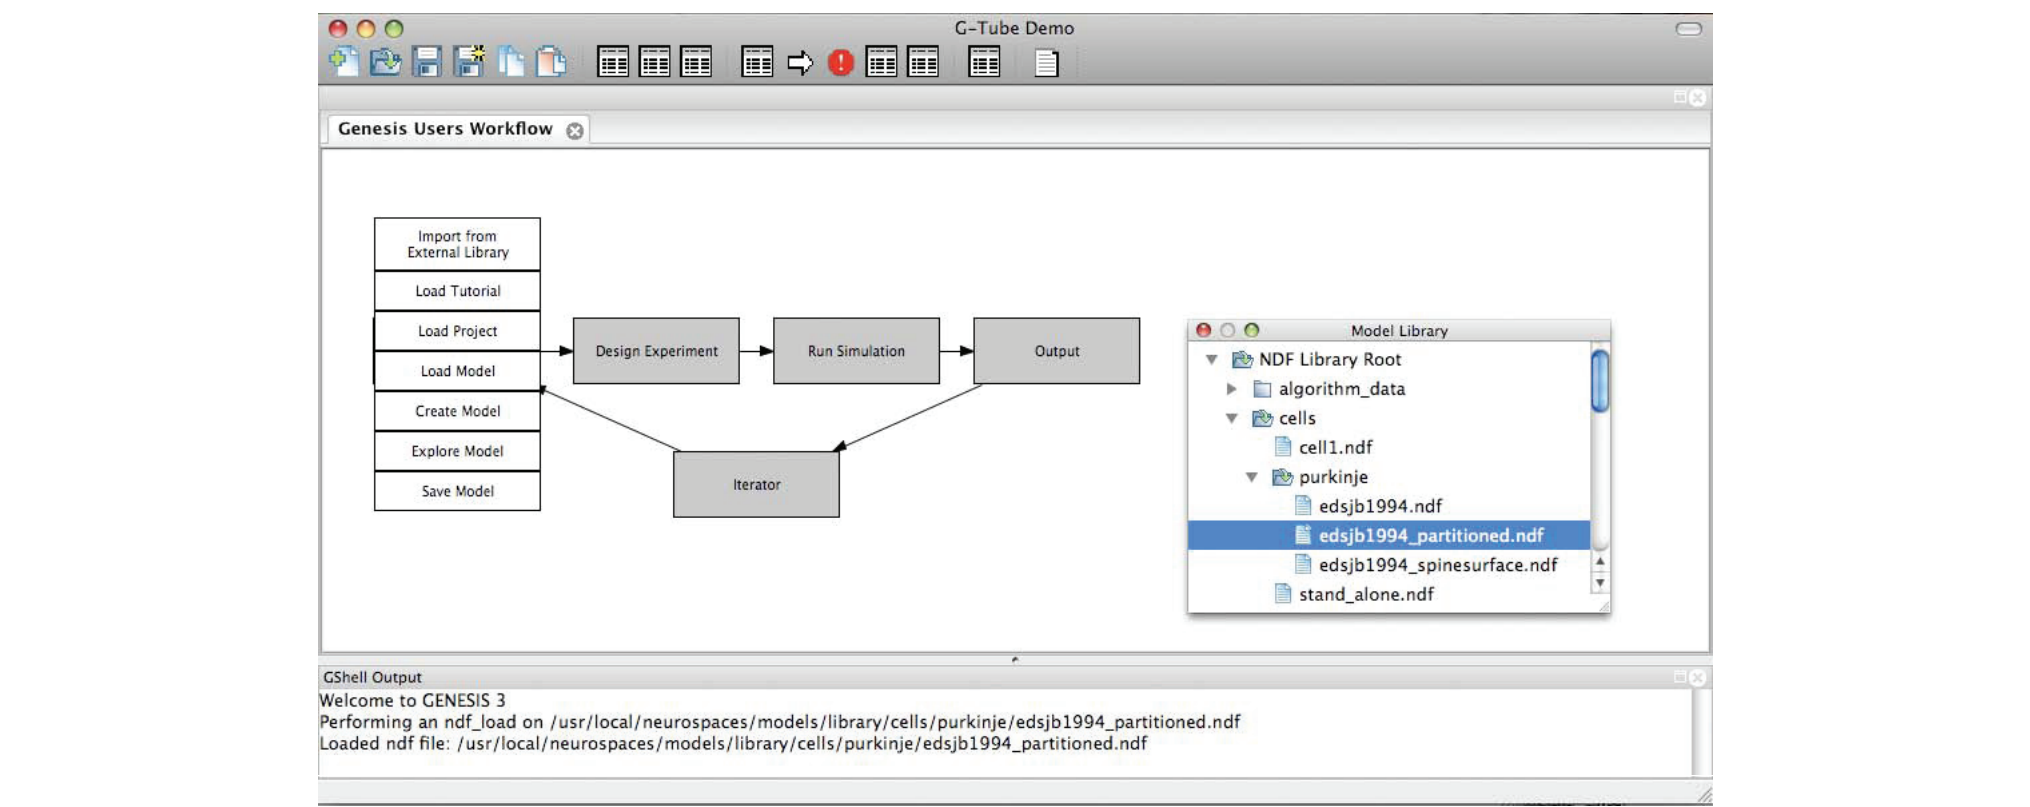 G-Tube Demo
Genesis Users Workflow
Import from
External Library
Load Tutorial
Load Project
Load Model
Create Model
Explore Model
Save Model
Design Experiment
Run Simulation
Output
Iterator
Model Library
NDF Library Root
algorithm_data
cells
cell1.ndf
purkinje
edsjb1994.ndf
edsjb1994_partitioned.ndf
edsjb1994_spinesurface.ndf
stand_alone.ndf
GShell Output
Welcome to GENESIS 3
Performing an ndf_load on /usr/local/neurospaces/models/library/cells/purkinje/edsjb1994_partitioned.ndf
Loaded ndf file: /usr/local/neurospaces/models/library/cells/purkinje/edsjb1994_partitioned.ndf